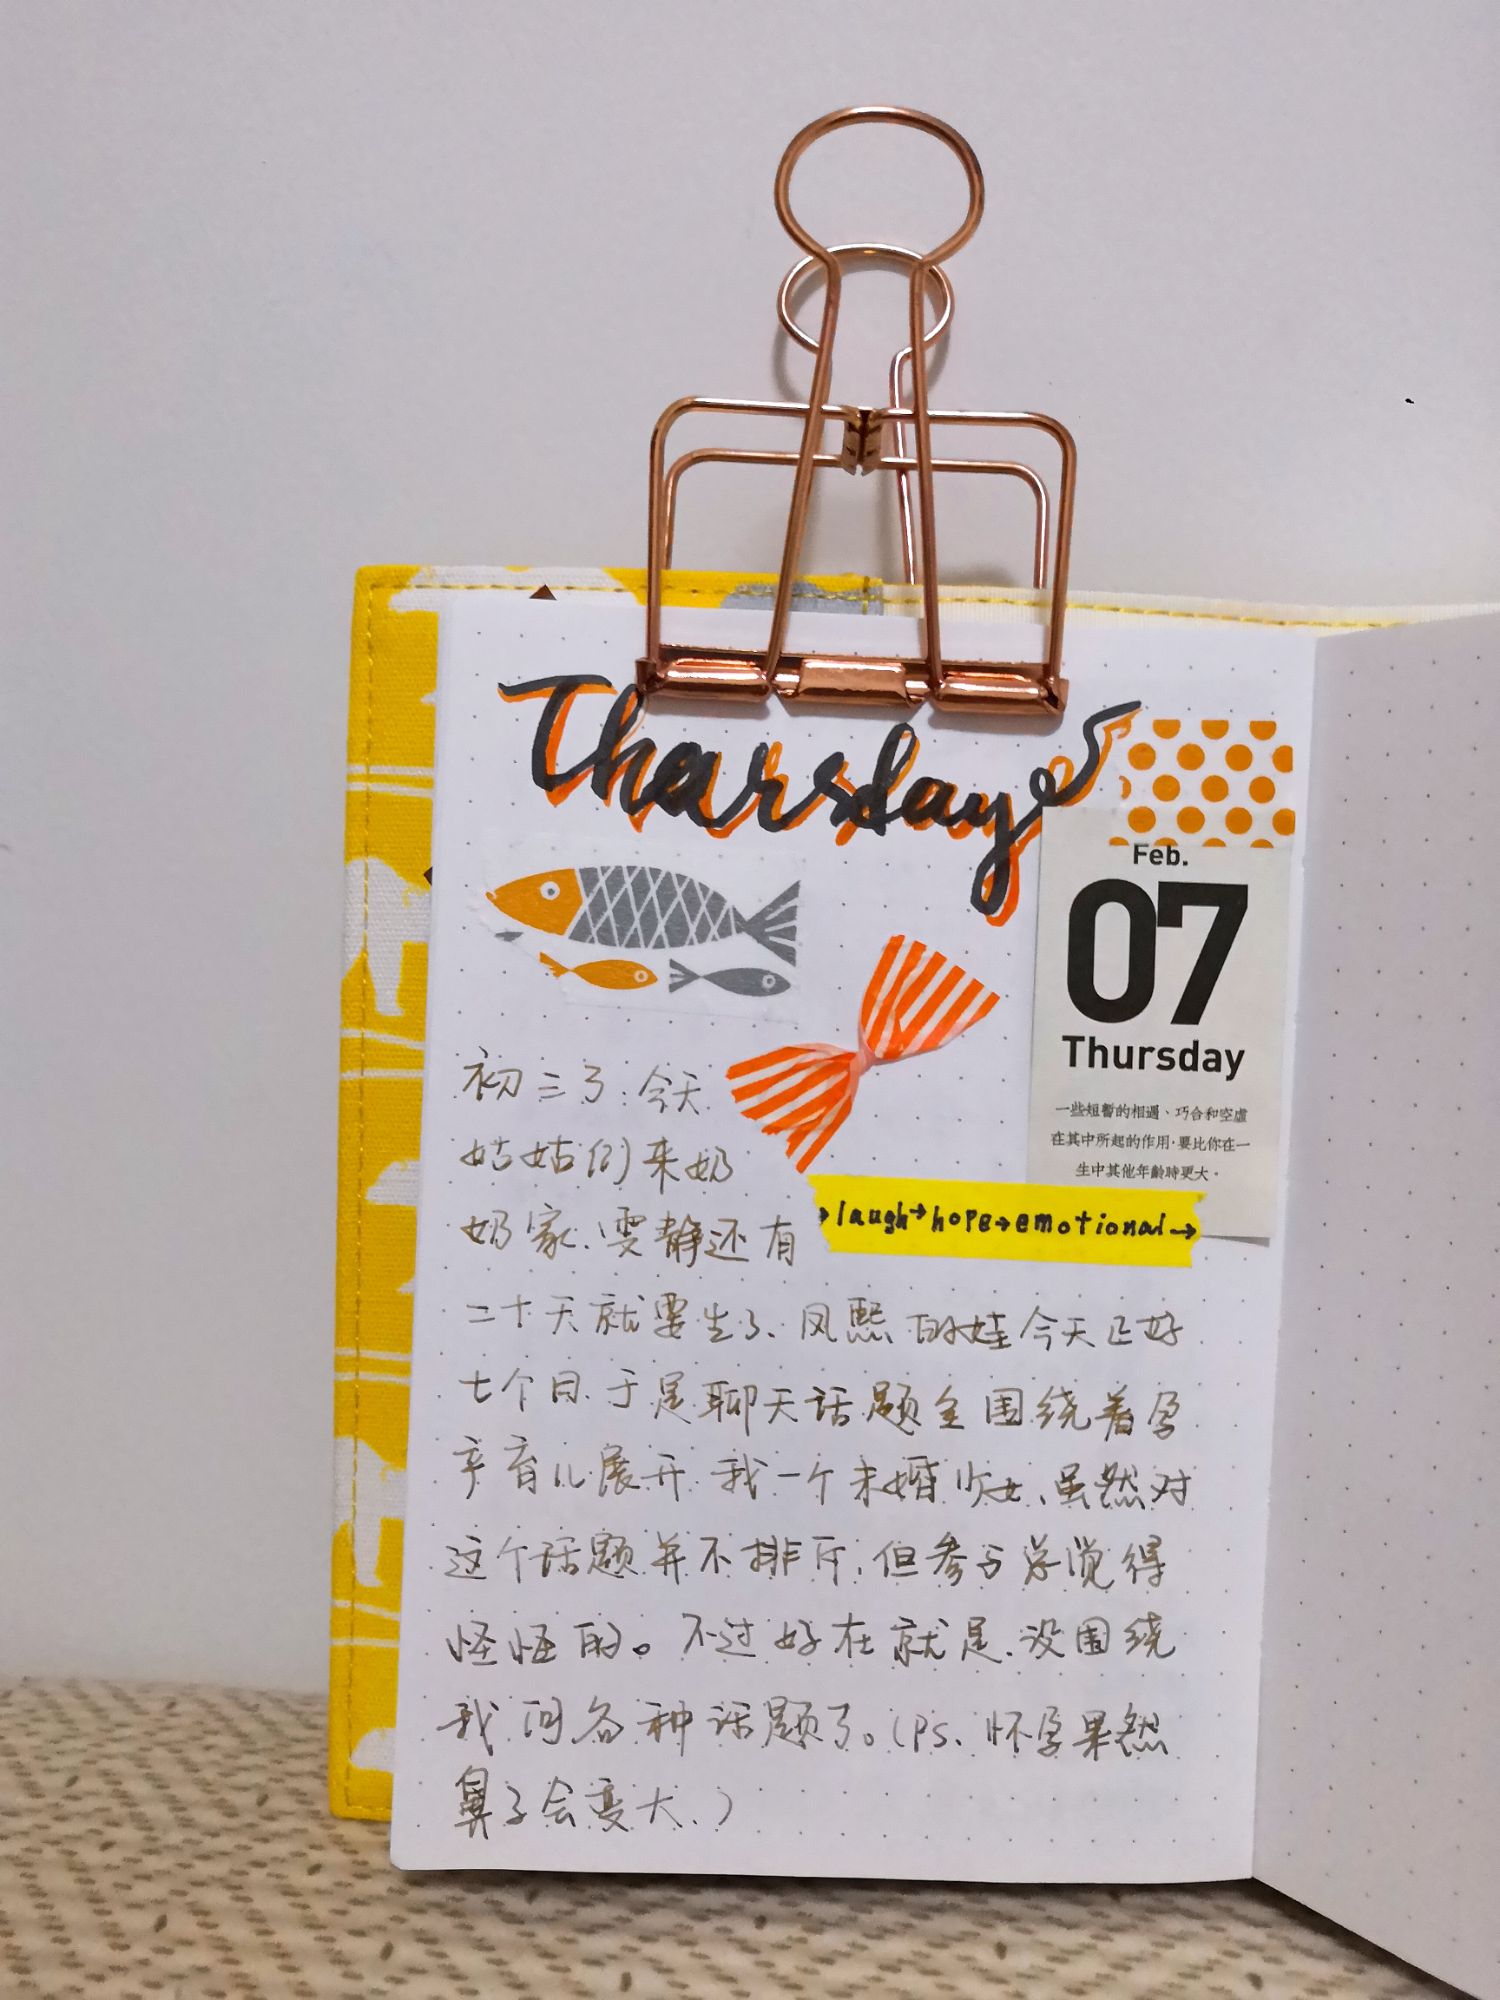 Tharsday
Feb.
07
Thursday
一些短暫的相遇、巧合和空虛
在其中所起的作用·要比你在一
生中其他年齡時更大。
→laugh→hope→emotional→
初三了.今天
姑姑们来奶
奶家.雯静还有
二十天就要生了、凤熙的娃今天正好
七个月.于是聊天话题全围绕着孕
产育儿展开.我一个未婚少女、虽然对
这个话题并不排斥.但参与学觉得
怪怪的。不过好在就是.没围绕
我问各种话题了。(PS、怀孕果然
鼻子会变大.)